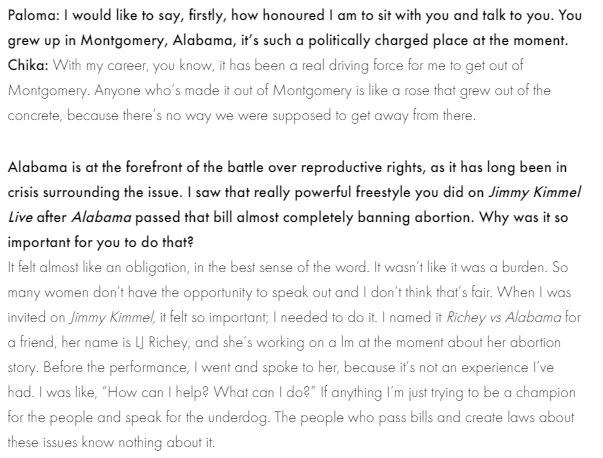 Paloma: I would like to say, firstly, how honoured I am to sit with you and talk to you. You
grew up in Montgomery, Alabama, it's such a politically charged place at the moment.
Chika: With my career, you know, it has been a real driving force for me to get out of
Montgomery. Anyone who's made it out of Montgomery is like a rose that grew out of the
concrete, because there's no way we were supposed to get away from there.
Alabama is at the forefront of the battle over reproductive rights, as it has long been in
crisis surrounding the issue. I saw that really powerful freestyle you did on Jimmy Kimmel
Live after Alabama passed that bill almost completely banning abortion. Why was it so
important for you to do that?
It felt almost like an obligation, in the best sense of the word. It wasn't like it was a burden. So
many women don't have the opportunity to speak out and I don't think that's fair. When I was
invited on Jimmy Kimmel, it felt so important; I needed to do it. I named it Richey vs Alabama for
a friend, her name is LJ Richey, and she's working on a lm at the moment about her abortion
story. Before the performance, I went and spoke to her, because it's not an experience I've
had. I was like, "How can I help? What can I do?" If anything I'm just trying to be a champion
for the people and speak for the underdog. The people who pass bills and create laws about
these issues know nothing about it.